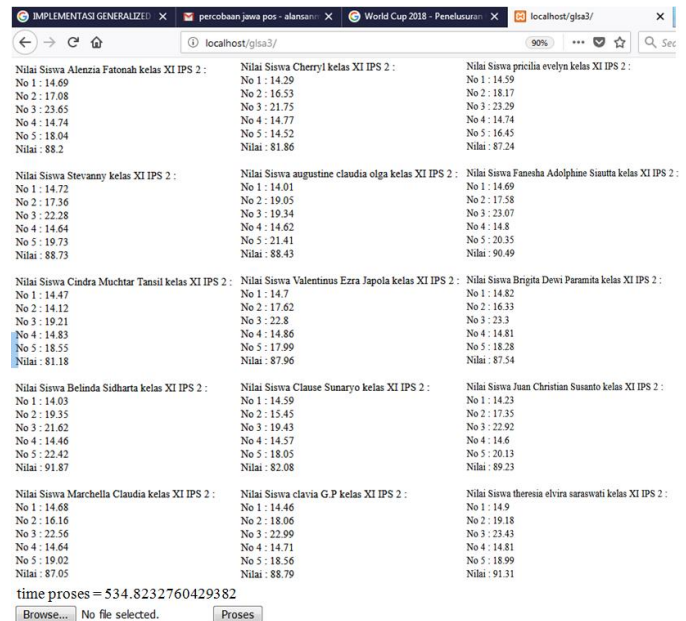 IMPLEMENTASI GENERALIZED
percobaan jawa pos - alansann
World Cup 2018 - Penelusuran
localhost/glsa3/
localhost/glsa3/
90%
Nilai Siswa Alenzia Fatonah kelas XI IPS 2 :
No 1 : 14.69
No 2 : 17.08
No 3 : 23.65
No 4 : 14.74
No 5 : 18.04
Nilai : 88.2
Nilai Siswa Cherryl kelas XI IPS 2 :
No 1 : 14.29
No 2 : 16.53
No 3 : 21.75
No 4 : 14.77
No 5 : 14.52
Nilai : 81.86
Nilai Siswa pricilia evelyn kelas XI IPS 2 :
No 1 : 14.59
No 2 : 18.17
No 3 : 23.29
No 4 : 14.74
No 5 : 16.45
Nilai : 87.24
Nilai Siswa Stevanny kelas XI IPS 2 :
No 1 : 14.72
No 2 : 17.36
No 3 : 22.28
No 4 : 14.64
No 5 : 19.73
Nilai : 88.73
Nilai Siswa augustine claudia olga kelas XI IPS 2 :
No 1 : 14.01
No 2 : 19.05
No 3 : 19.34
No 4 : 14.62
No 5 : 21.41
Nilai : 88.43
Nilai Siswa Fanesha Adolphine Siautta kelas XI IPS 2 :
No 1 : 14.69
No 2 : 17.58
No 3 : 23.07
No 4 : 14.8
No 5 : 20.35
Nilai : 90.49
Nilai Siswa Cindra Muchtar Tansil kelas XI IPS 2 :
No 1 : 14.47
No 2 : 14.12
No 3 : 19.21
No 4 : 14.83
No 5 : 18.55
Nilai : 81.18
Nilai Siswa Valentinus Ezra Japola kelas XI IPS 2 :
No 1 : 14.7
No 2 : 17.62
No 3 : 22.8
No 4 : 14.86
No 5 : 17.99
Nilai : 87.96
Nilai Siswa Brigita Dewi Paramita kelas XI IPS 2 :
No 1 : 14.82
No 2 : 16.33
No 3 : 23.3
No 4 : 14.81
No 5 : 18.28
Nilai : 87.54
Nilai Siswa Belinda Sidharta kelas XI IPS 2 :
No 1 : 14.03
No 2 : 19.35
No 3 : 21.62
No 4 : 14.46
No 5 : 22.42
Nilai : 91.87
Nilai Siswa Clause Sunaryo kelas XI IPS 2 :
No 1 : 14.59
No 2 : 15.45
No 3 : 19.43
No 4 : 14.57
No 5 : 18.05
Nilai : 82.08
Nilai Siswa Juan Christian Susanto kelas XI IPS 2 :
No 1 : 14.23
No 2 : 17.35
No 3 : 22.92
No 4 : 14.6
No 5 : 20.13
Nilai : 89.23
Nilai Siswa Marchella Claudia kelas XI IPS 2 :
No 1 : 14.68
No 2 : 16.16
No 3 : 22.56
No 4 : 14.64
No 5 : 19.02
Nilai : 87.05
Nilai Siswa clavia G.P kelas XI IPS 2 :
No 1 : 14.46
No 2 : 18.06
No 3 : 22.99
No 4 : 14.71
No 5 : 18.56
Nilai : 88.79
Nilai Siswa theresia elvira saraswati kelas XI IPS 2 :
No 1 : 14.9
No 2 : 19.18
No 3 : 23.43
No 4 : 14.81
No 5 : 18.99
Nilai : 91.31
time proses = 534.8232760429382
Browse... No file selected. Proses